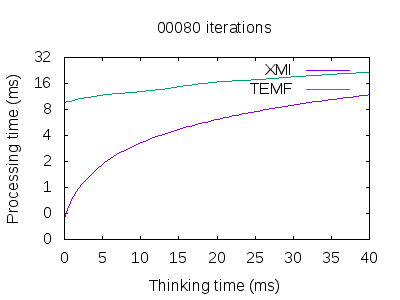 00080 iterations
Processing time (ms)
32
16
8
4
2
1
0
0
XMI
TEMF
0 5 10 15 20 25 30 35 40
Thinking time (ms)